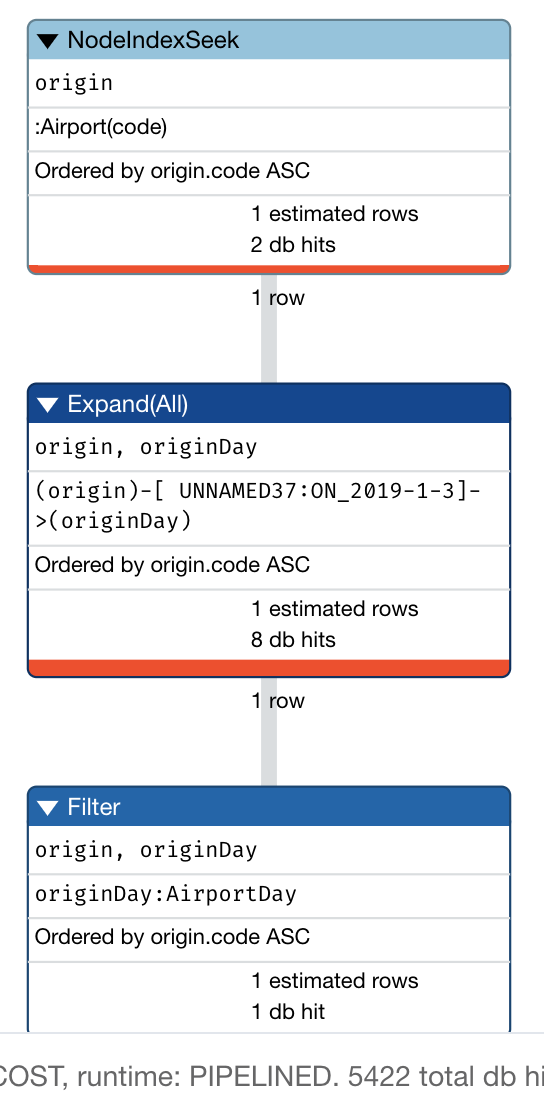 NodeIndexSeek
origin
:Airport(code)
Ordered by origin.code ASC
1 estimated rows
2 db hits
1 row
Expand(All)
origin, originDay
(origin)-[ UNNAMED37:ON_2019-1-3]-
>(originDay)
Ordered by origin.code ASC
1 estimated rows
8 db hits
1 row
Filter
origin, originDay
originDay:AirportDay
Ordered by origin.code ASC
1 estimated rows
1 db hit
COST, runtime: PIPELINED. 5422 total db hi